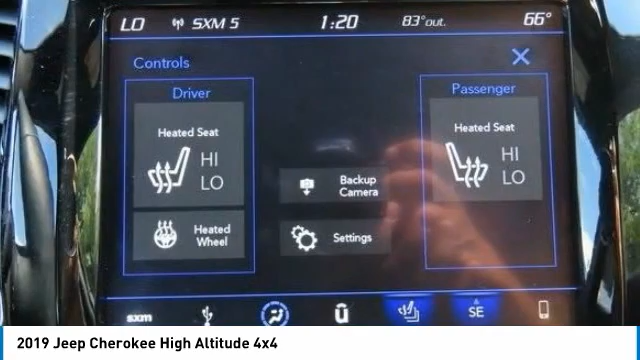 LO SXM 5 1:20 83°out. 66°
Controls
Driver
Passenger
Heated Seat
HI
LO
Heated Seat
HI
LO
Backup
Camera
Heated
Wheel
Settings
sxm SE
2019 Jeep Cherokee High Altitude 4x4